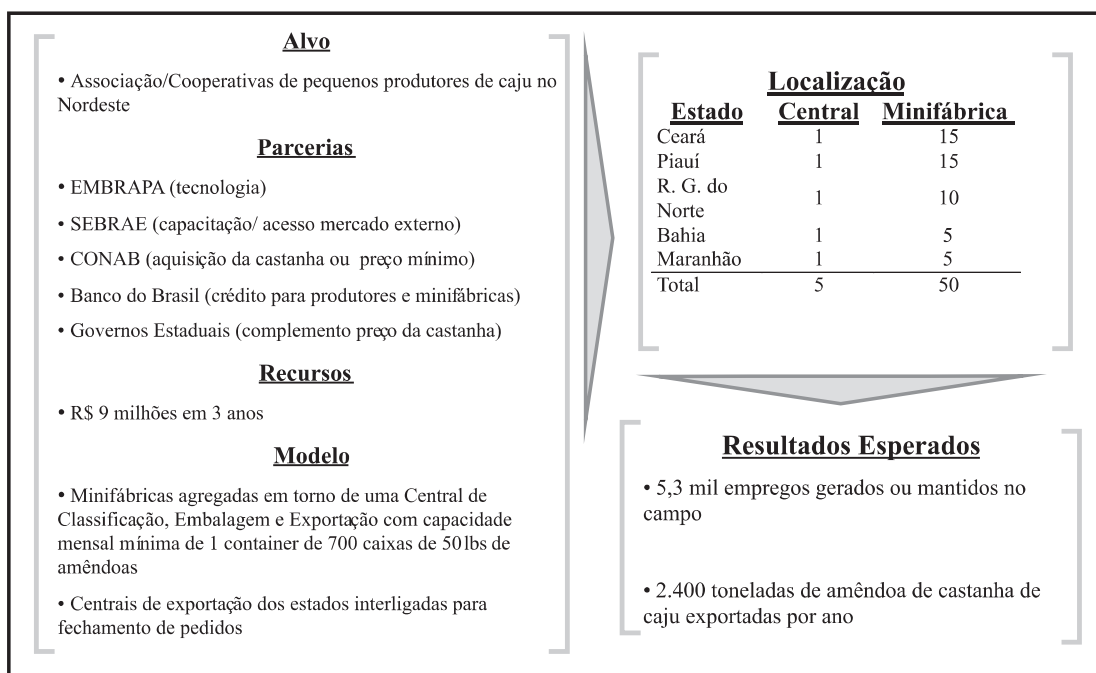 Alvo
• Associação/Cooperativas de pequenos produtores de caju no
Nordeste
Parcerias
• EMBRAPA (tecnologia)
• SEBRAE (capacitação/ acesso mercado externo)
• CONAB (aquisição da castanha ou preço mínimo)
• Banco do Brasil (crédito para produtores e minifábricas)
• Governos Estaduais (complemento preço da castanha)
Recursos
• R$ 9 milhões em 3 anos
Modelo
• Minifábricas agregadas em torno de uma Central de
Classificação, Embalagem e Exportação com capacidade
mensal mínima de 1 container de 700 caixas de 50lbs de
amêndoas
• Centrais de exportação dos estados interligadas para
fechamento de pedidos
Localização
Estado Central Minifábrica
Ceará 1 15
Piauí 1 15
R. G. do
Norte 1 10
Bahia 1 5
Maranhão 1 5
Total 5 50
Resultados Esperados
• 5,3 mil empregos gerados ou mantidos no
campo
• 2.400 toneladas de amêndoa de castanha de
caju exportadas por ano